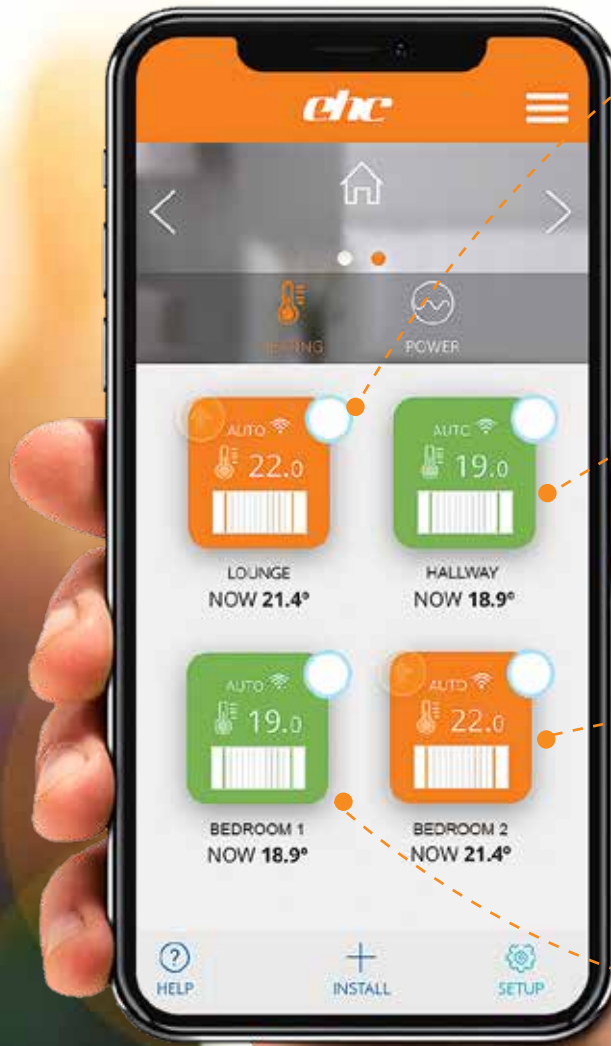 ehc
HEATING
POWER
AUTO
22.0
AUTO
19.0
LOUNGE
NOW 21.4°
HALLWAY
NOW 18.9°
AUTO
19.0
AUTO
22.0
BEDROOM 1
NOW 18.9°
BEDROOM 2
NOW 21.4°
?
HELP
INSTALL
SETUP